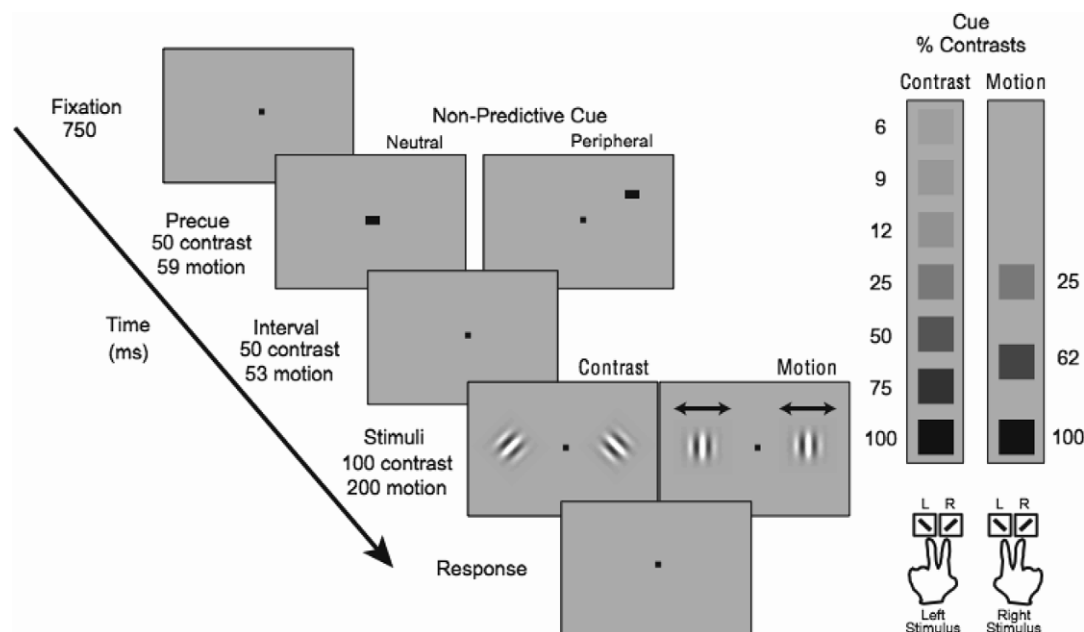 Fixation
750
Non-Predictive Cue
Neutral
Peripheral
Precue
50 contrast
59 motion
Time
(ms)
Interval
50 contrast
53 motion
Contrast
Motion
Stimuli
100 contrast
200 motion
Response
Cue
% Contrasts
Contrast Motion
6
9
12
25 25
50
62
75
100 100
L R L R
Left
Stimulus
Right
Stimulus